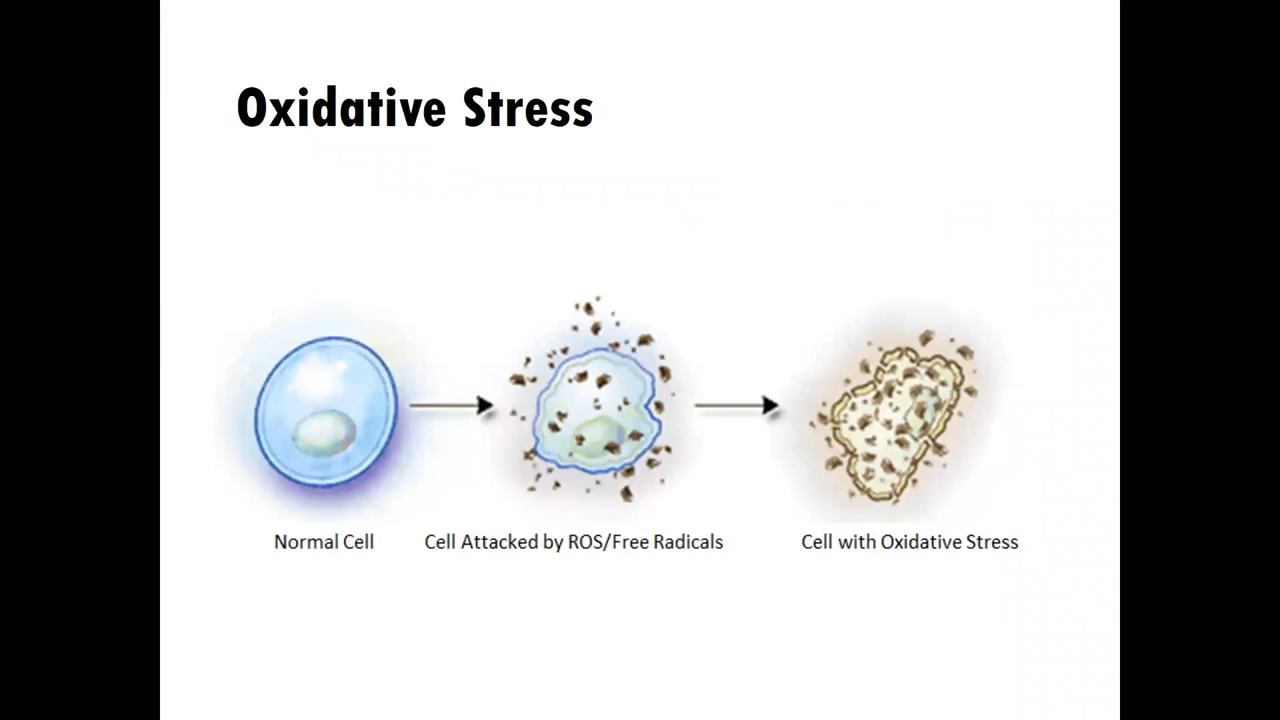 Oxidative Stress
Normal Cell
Cell Attacked by ROS/Free Radicals
Cell with Oxidative Stress